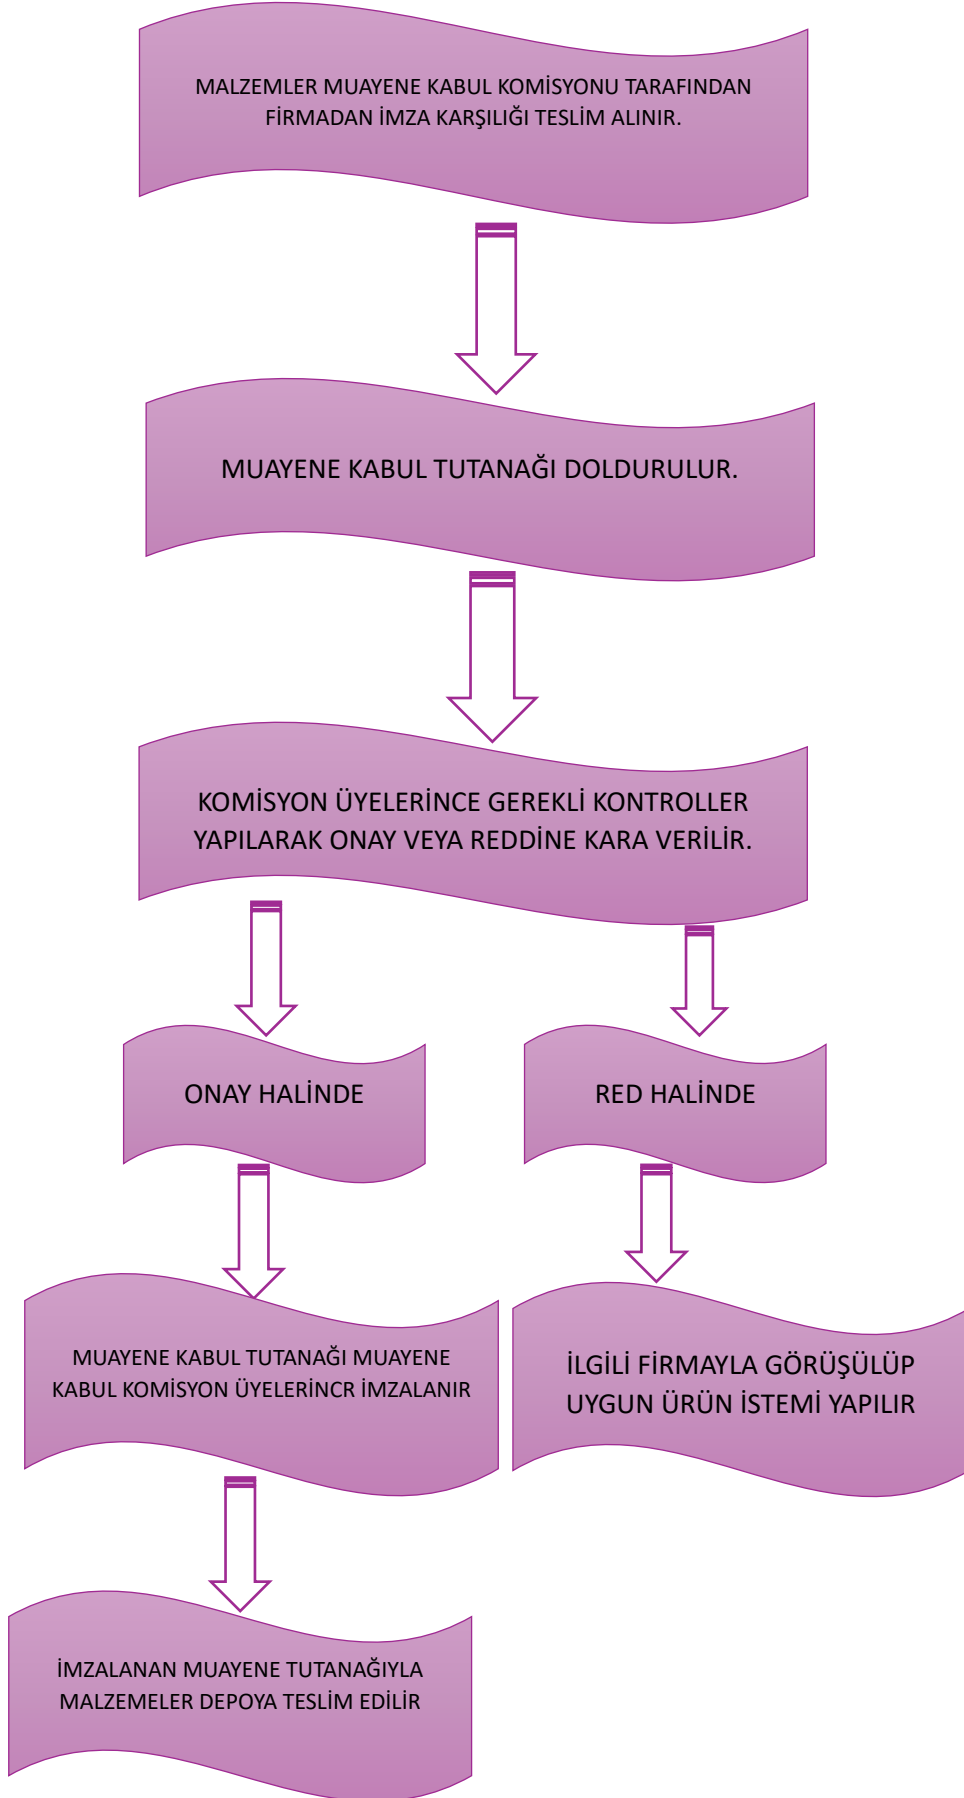 MALZEMLER MUAYENE KABUL KOMİSYONU TARAFINDAN
FİRMADAN İMZA KARŞILIĞI TESLİM ALINIR.
MUAYENE KABUL TUTANAĞI DOLDURULUR.
KOMİSYON ÜYELERİNCE GEREKLİ KONTROLLER
YAPILARAK ONAY VEYA REDDİNE KARA VERİLİR.
ONAY HALİNDE
RED HALİNDE
MUAYENE KABUL TUTANAĞI MUAYENE
KABUL KOMİSYON ÜYELERİNCR İMZALANIR
İLGİLİ FİRMAYLA GÖRÜŞÜLÜP
UYGUN ÜRÜN İSTEMİ YAPILIR
İMZALANAN MUAYENE TUTANAĞIYLA
MALZEMELER DEPOYA TESLİM EDİLİR